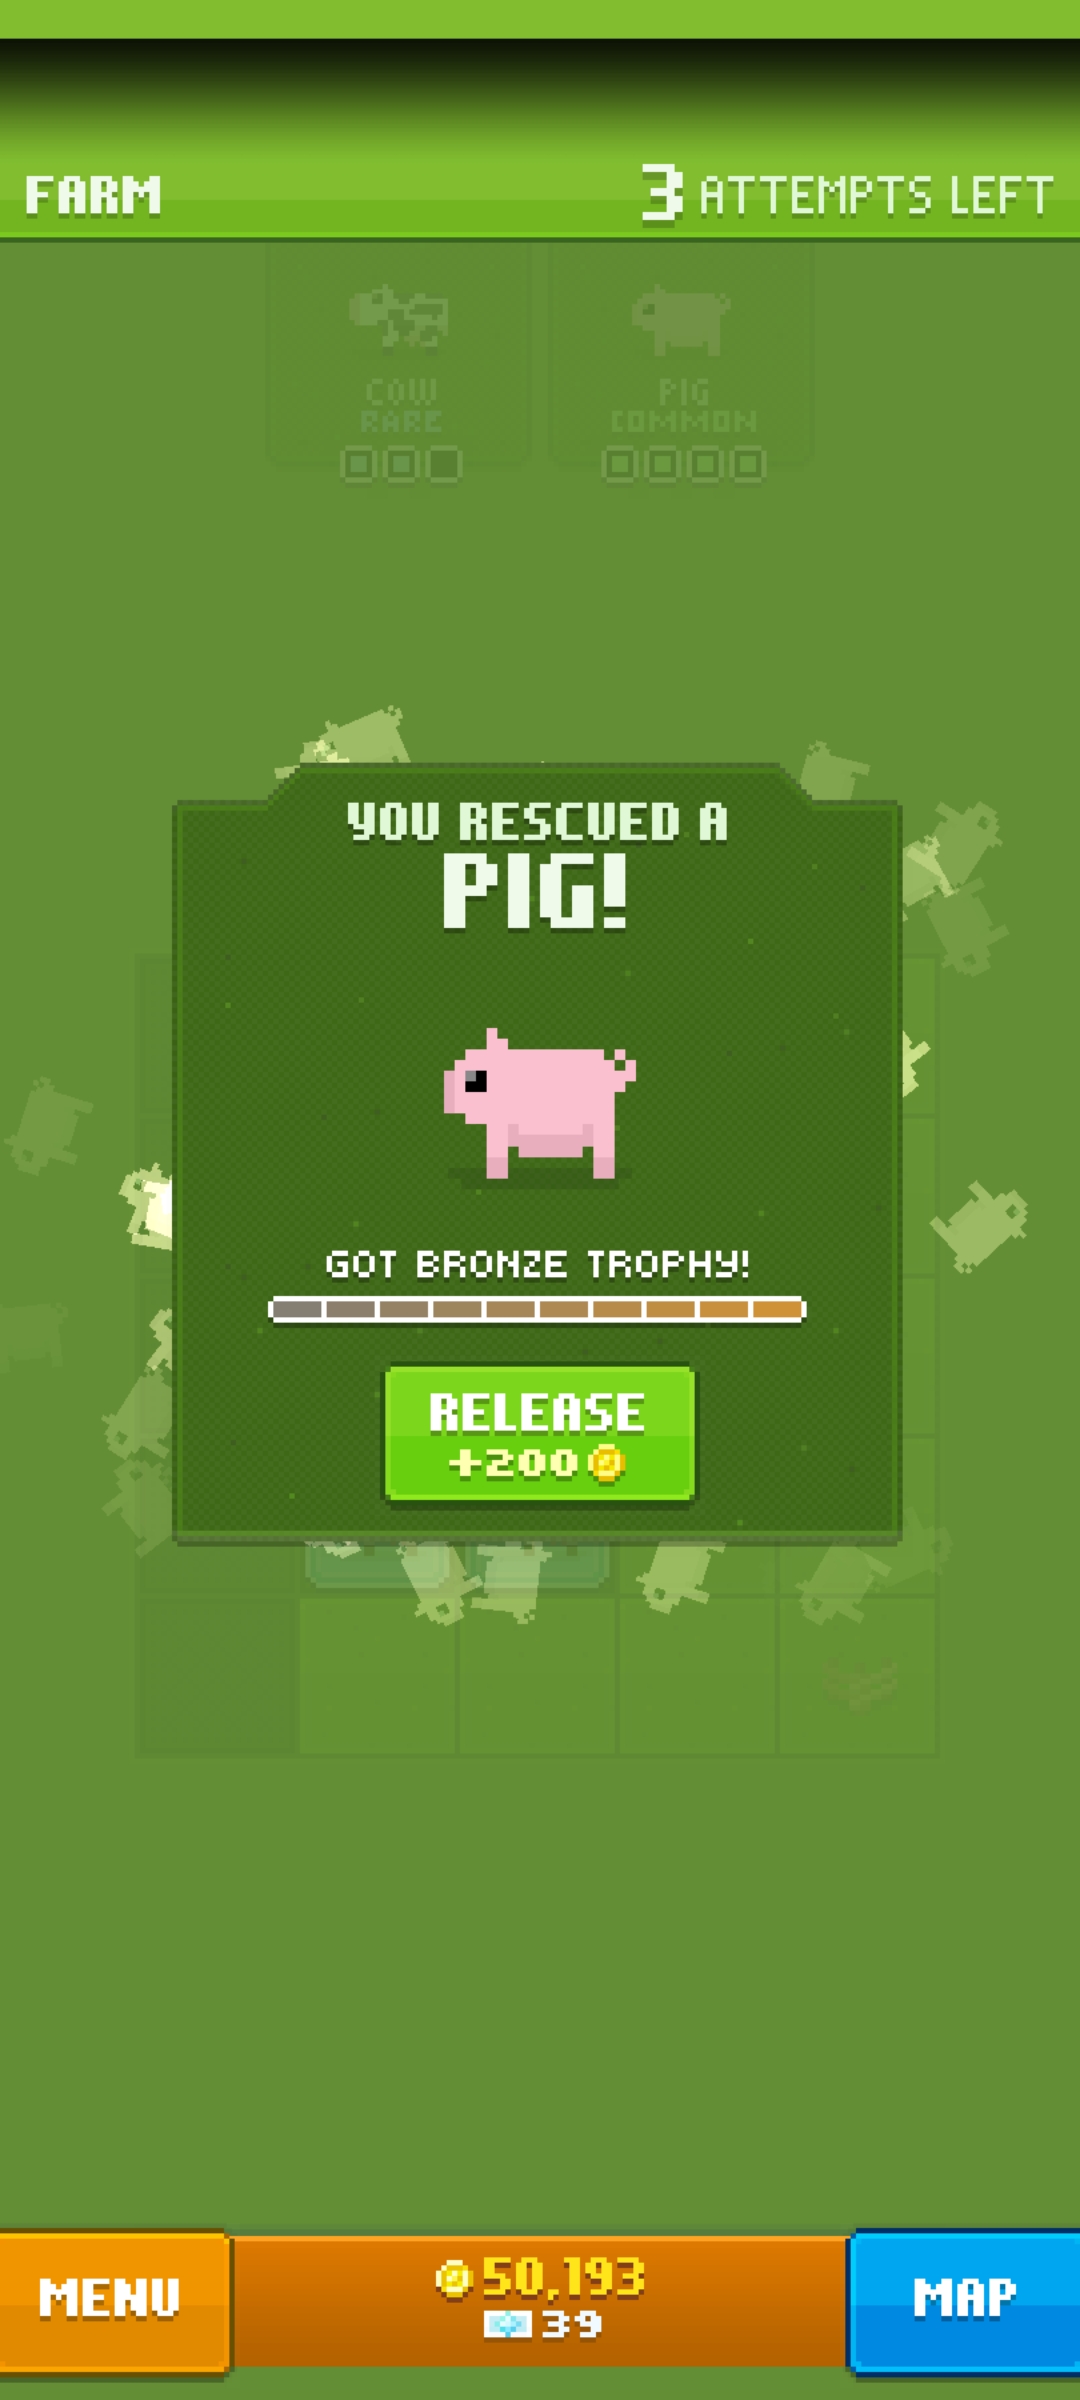 FARM
3 ATTEMPTS LEFT
COW
RARE
PIG
COMMON
YOU RESCUED A
PIG!
GOT BRONZE TROPHY!
RELEASE
+200
MENU
50,193
39
MAP